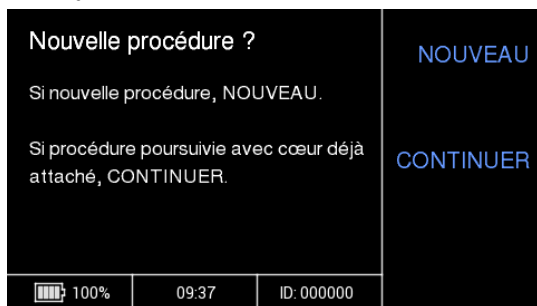 Nouvelle procédure ?
NOUVEAU
Si nouvelle procédure, NOUVEAU.
Si procédure poursuivie avec cœur déjà
attaché, CONTINUER.
CONTINUER
100%
09:37
ID: 000000